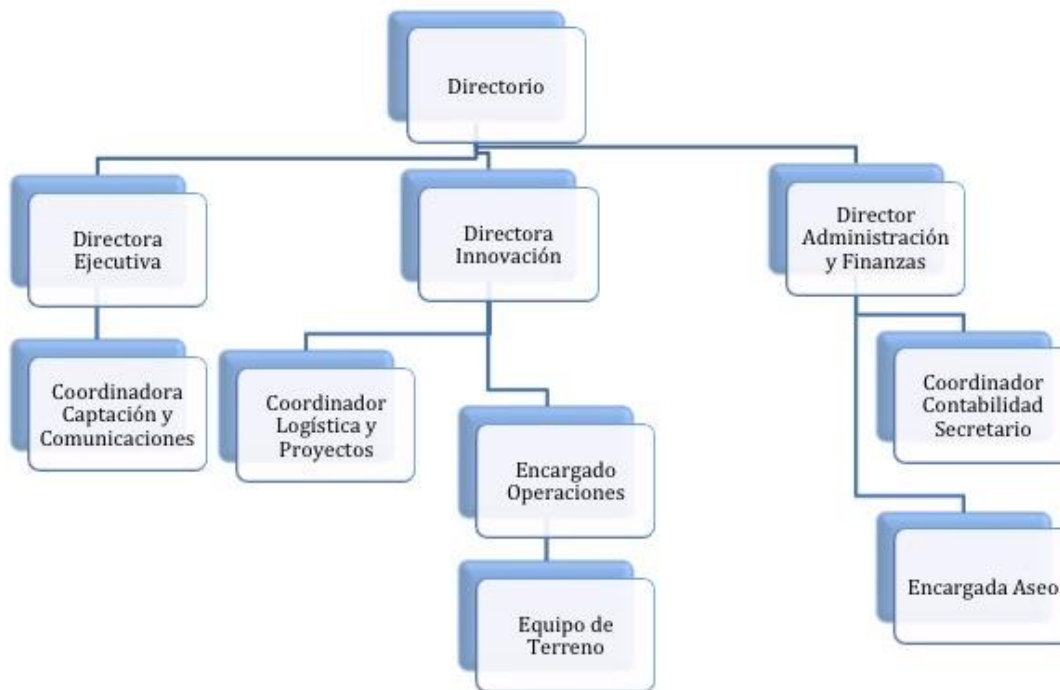 Directorio
Directora
Ejecutiva
Directora
Innovación
Director
Administración
y Finanzas
Coordinadora
Captación y
Comunicaciones
Coordinador
Logística y
Proyectos
Encargado
Operaciones
Equipo de
Terreno
Coordinador
Contabilidad
Secretario
Encargada Aseo